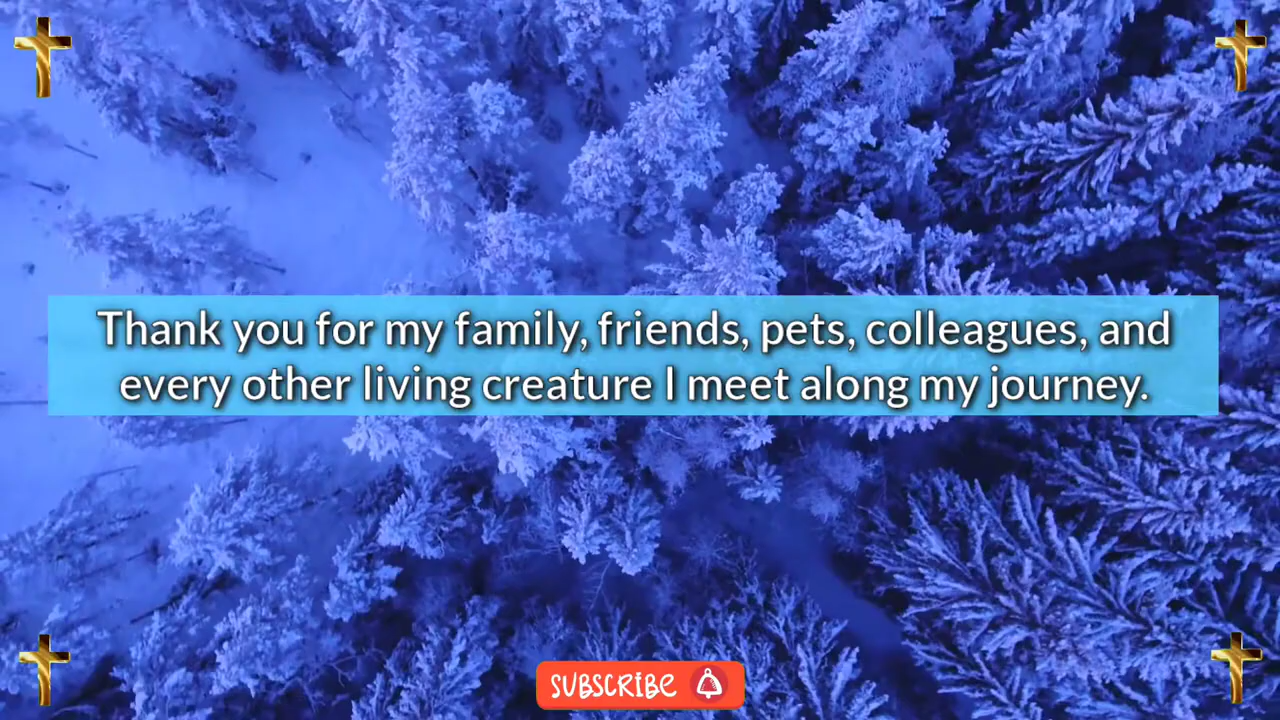 Thank you for my family, friends, pets, colleagues, and
every other living creature I meet along my journey.
SUBSCRIBE